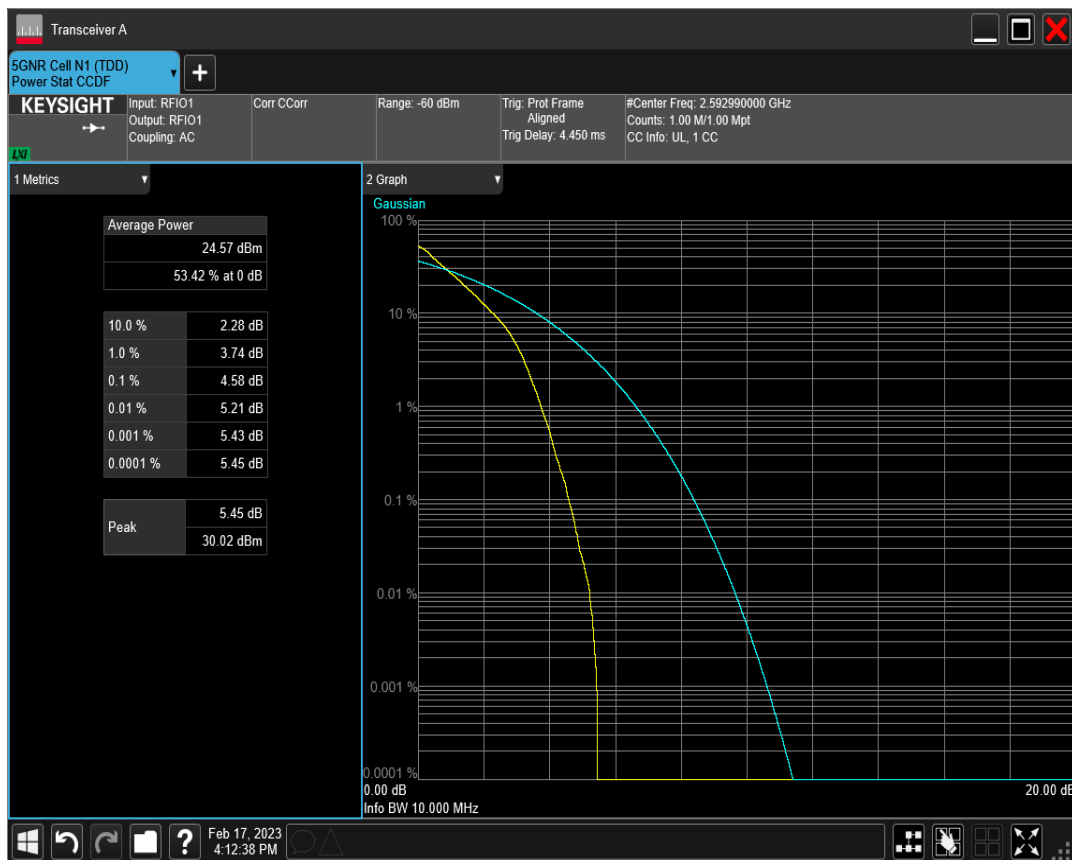 Transceiver A
5GNR Cell N1 (TDD)
Power Stat CCDF
KEYSIGHT
LXI
Input: RFIO1
Output: RFIO1
Coupling: AC
Corr CCorr
Range: -60 dBm
Trig: Prot Frame
Aligned
Trig Delay: 4.450 ms
#Center Freq: 2.592990000 GHz
Counts: 1.00 M/1.00 Mpt
CC Info: UL, 1 CC
1 Metrics
Average Power
24.57 dBm
53.42 % at 0 dB
10.0 % 2.28 dB
1.0 % 3.74 dB
0.1 % 4.58 dB
0.01 % 5.21 dB
0.001 % 5.43 dB
0.0001 % 5.45 dB
Peak
5.45 dB
30.02 dBm
2 Graph
Gaussian
100 %
10 %
1 %
0.1 %
0.01 %
0.001 %
0.0001 %
0.00 dB 20.00 dB
Info BW 10.000 MHz
Feb 17, 2023
4:12:38 PM